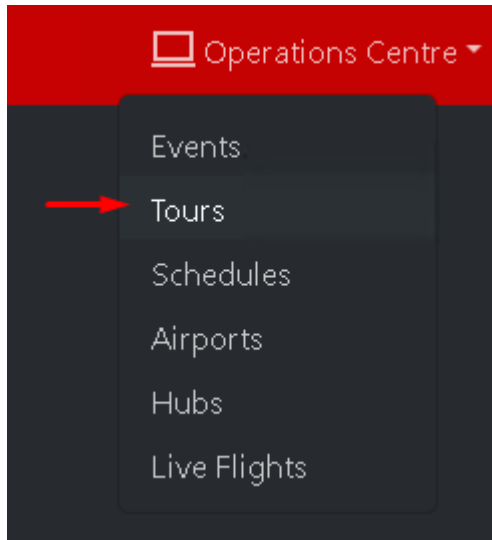 Operations Centre
Events
Tours
Schedules
Airports
Hubs
Live Flights